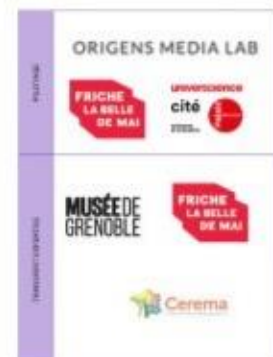 ORIGENS MEDIA LAB
FRICHE
LA BELLE
DE MAI
universcience
cité
MUSÉE DE
GRENOBLE
FRICHE
LA BELLE
DE MAI
Cerema